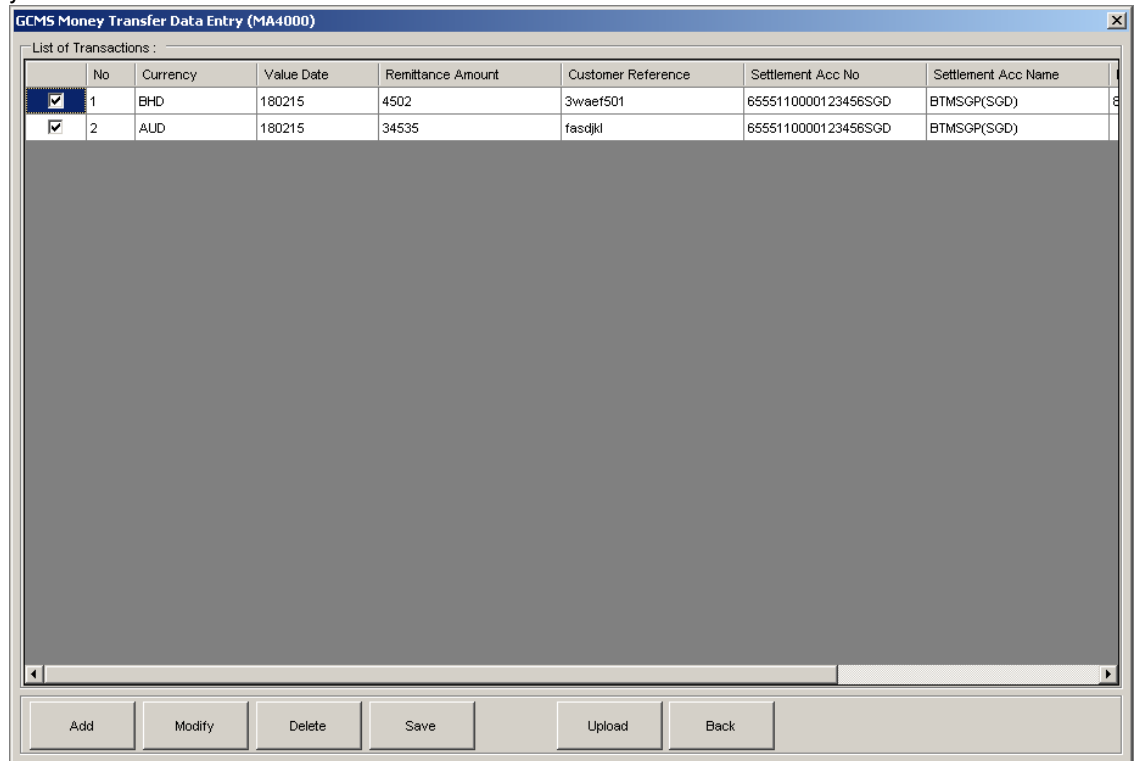 GCMS Money Transfer Data Entry (MA4000)
List of Transactions :
No Currency Value Date Remittance Amount Customer Reference Settlement Acc No Settlement Acc Name
1 BHD 180215 4502 3waef501 6555110000123456SGD BTMSGP(SGD)
2 AUD 180215 34535 fasdjkl 6555110000123456SGD BTMSGP(SGD)
Add Modify Delete Save Upload Back